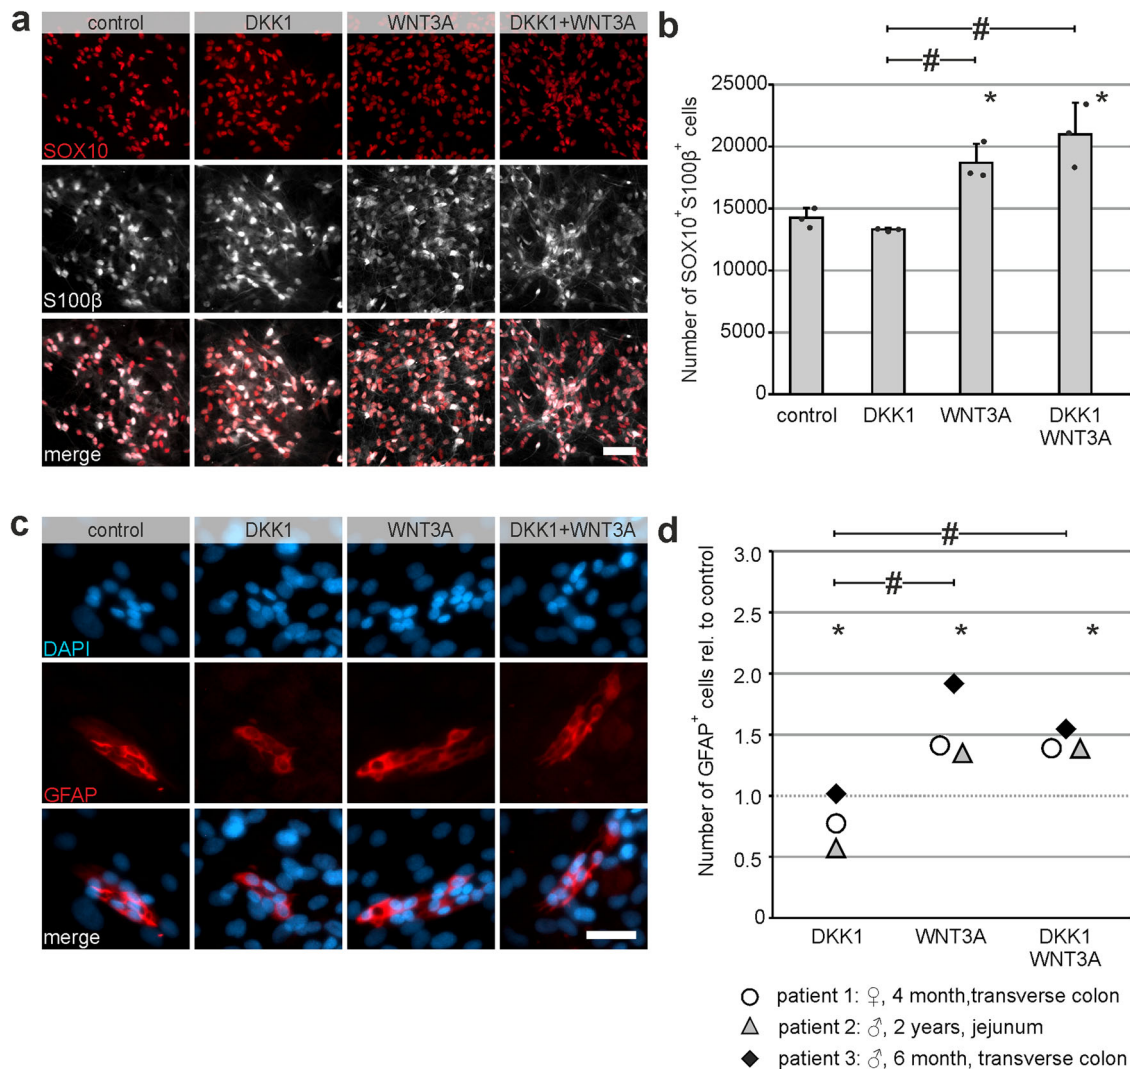 a
control DKK1 WNT3A DKK1+WNT3A
SOX10
S100β
merge
b
#
#
* *
Number of SOX10+S100β+ cells
25000
20000
15000
10000
5000
0
control DKK1 WNT3A DKK1
WNT3A
c
control DKK1 WNT3A DKK1+WNT3A
DAPI
GFAP
merge
d
#
#
* * *
Number of GFAP+ cells rel. to control
3.0
2.5
2.0
1.5
1.0
0.5
0
DKK1 WNT3A DKK1
WNT3A
patient 1: ♀, 4 month,transverse colon
patient 2: ♂, 2 years, jejunum
patient 3: ♂, 6 month, transverse colon